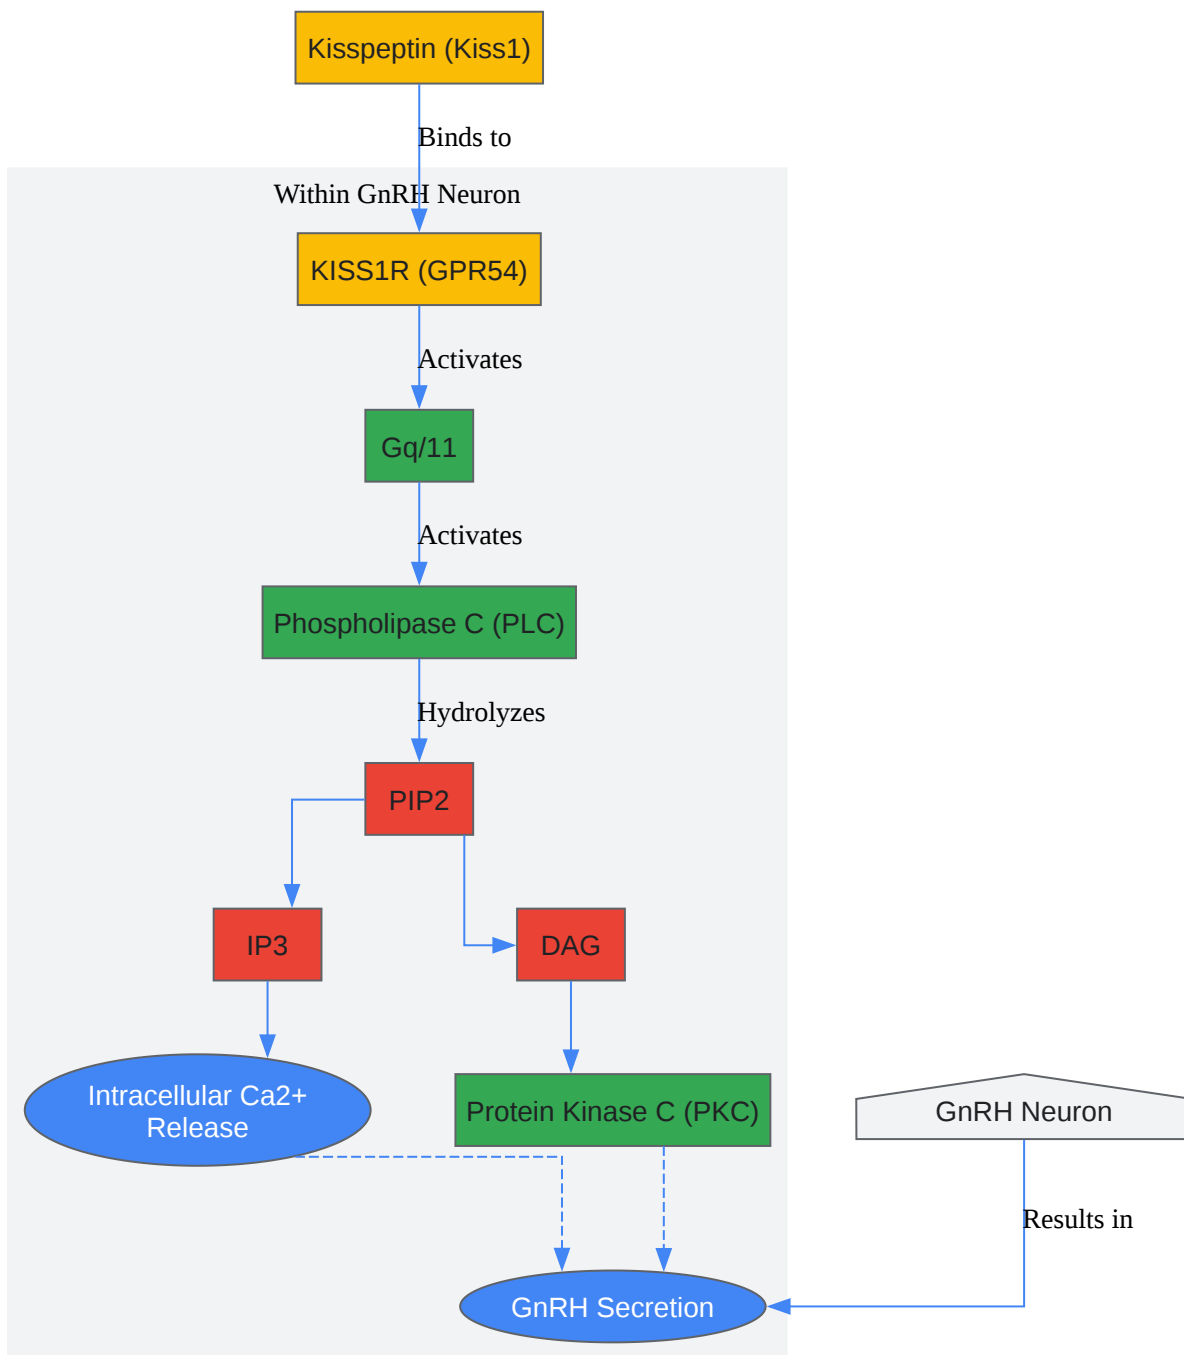 Kisspeptin (Kiss1)
Binds to
Within GnRH Neuron
KISS1R (GPR54)
Activates
Gq/11
Activates
Phospholipase C (PLC)
Hydrolyzes
PIP2
IP3
DAG
Intracellular Ca2+
Release
Protein Kinase C (PKC)
GnRH Neuron
Results in
GnRH Secretion